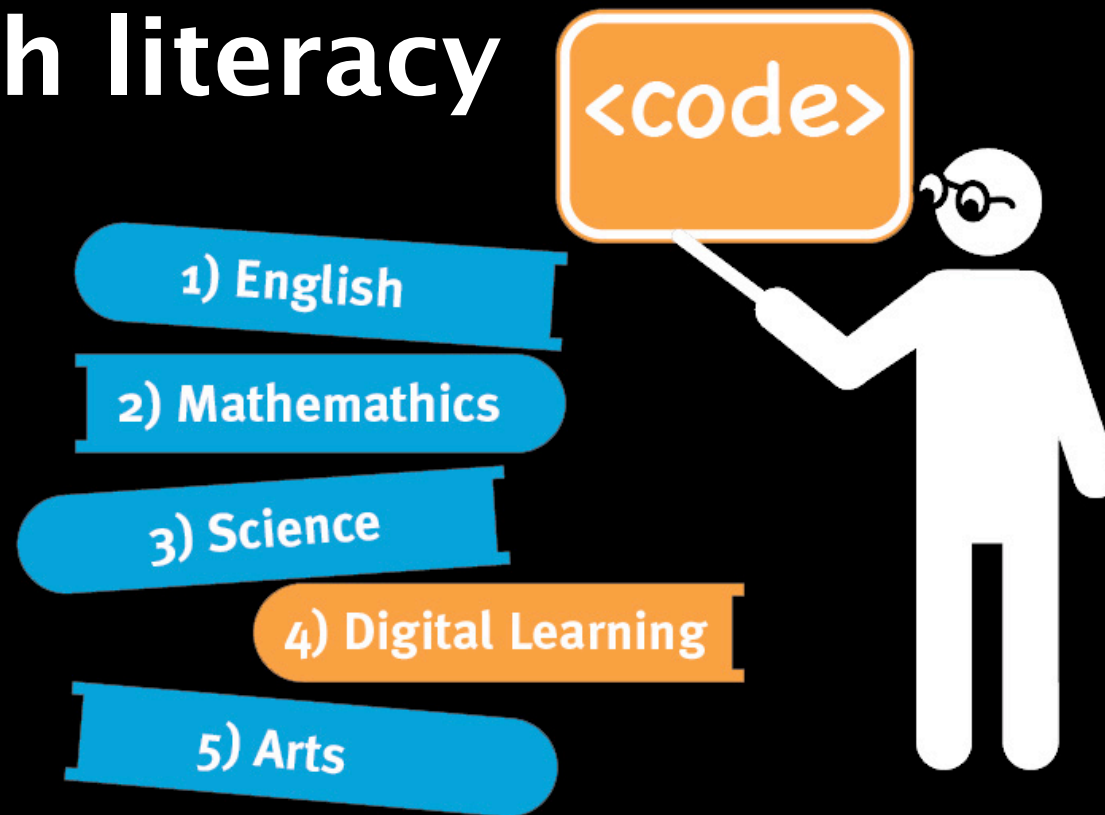 h literacy
<code>
1) English
2) Mathemathics
3) Science
4) Digital Learning
5) Arts